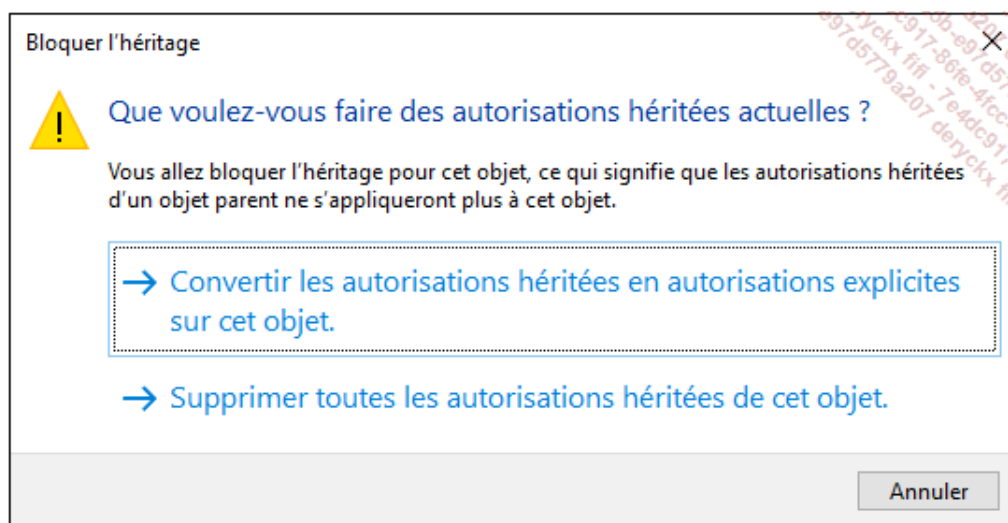 Bloquer l’héritage
Que voulez-vous faire des autorisations héritées actuelles ?
Vous allez bloquer l’héritage pour cet objet, ce qui signifie que les autorisations héritées
d’un objet parent ne s’appliqueront plus à cet objet.
→ Convertir les autorisations héritées en autorisations explicites
sur cet objet.
→ Supprimer toutes les autorisations héritées de cet objet.
Annuler